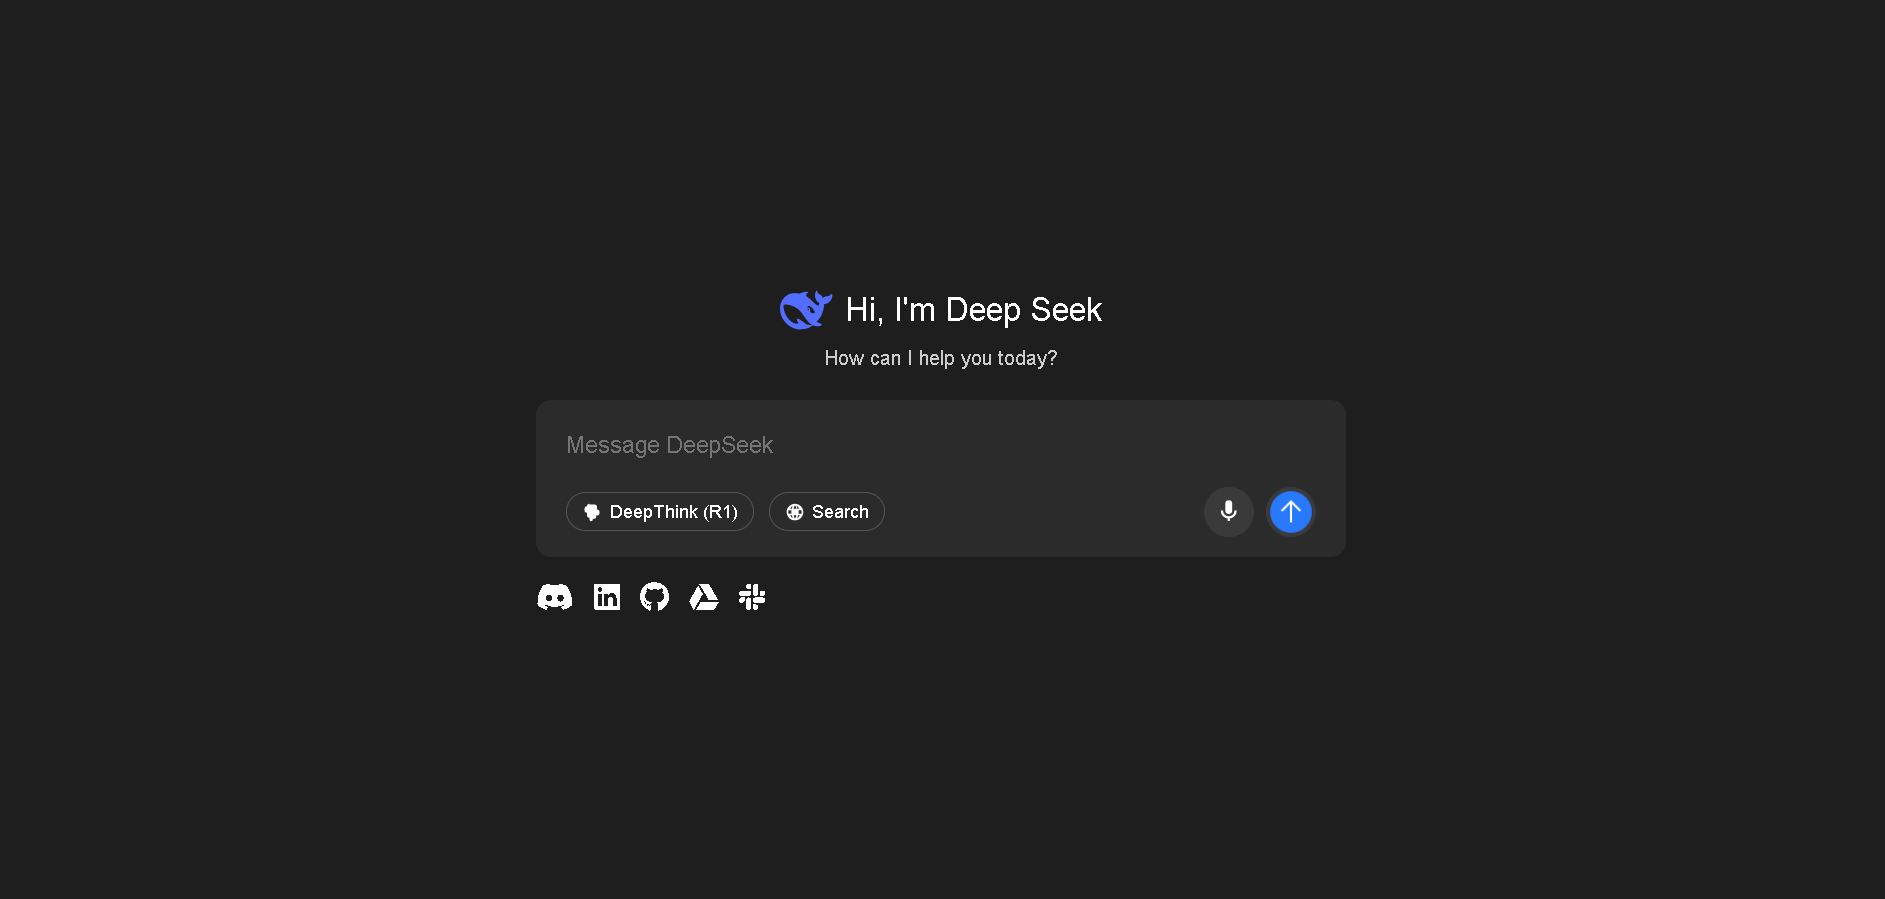 Hi, I'm Deep Seek
How can I help you today?
Message DeepSeek
DeepThink (R1)
Search